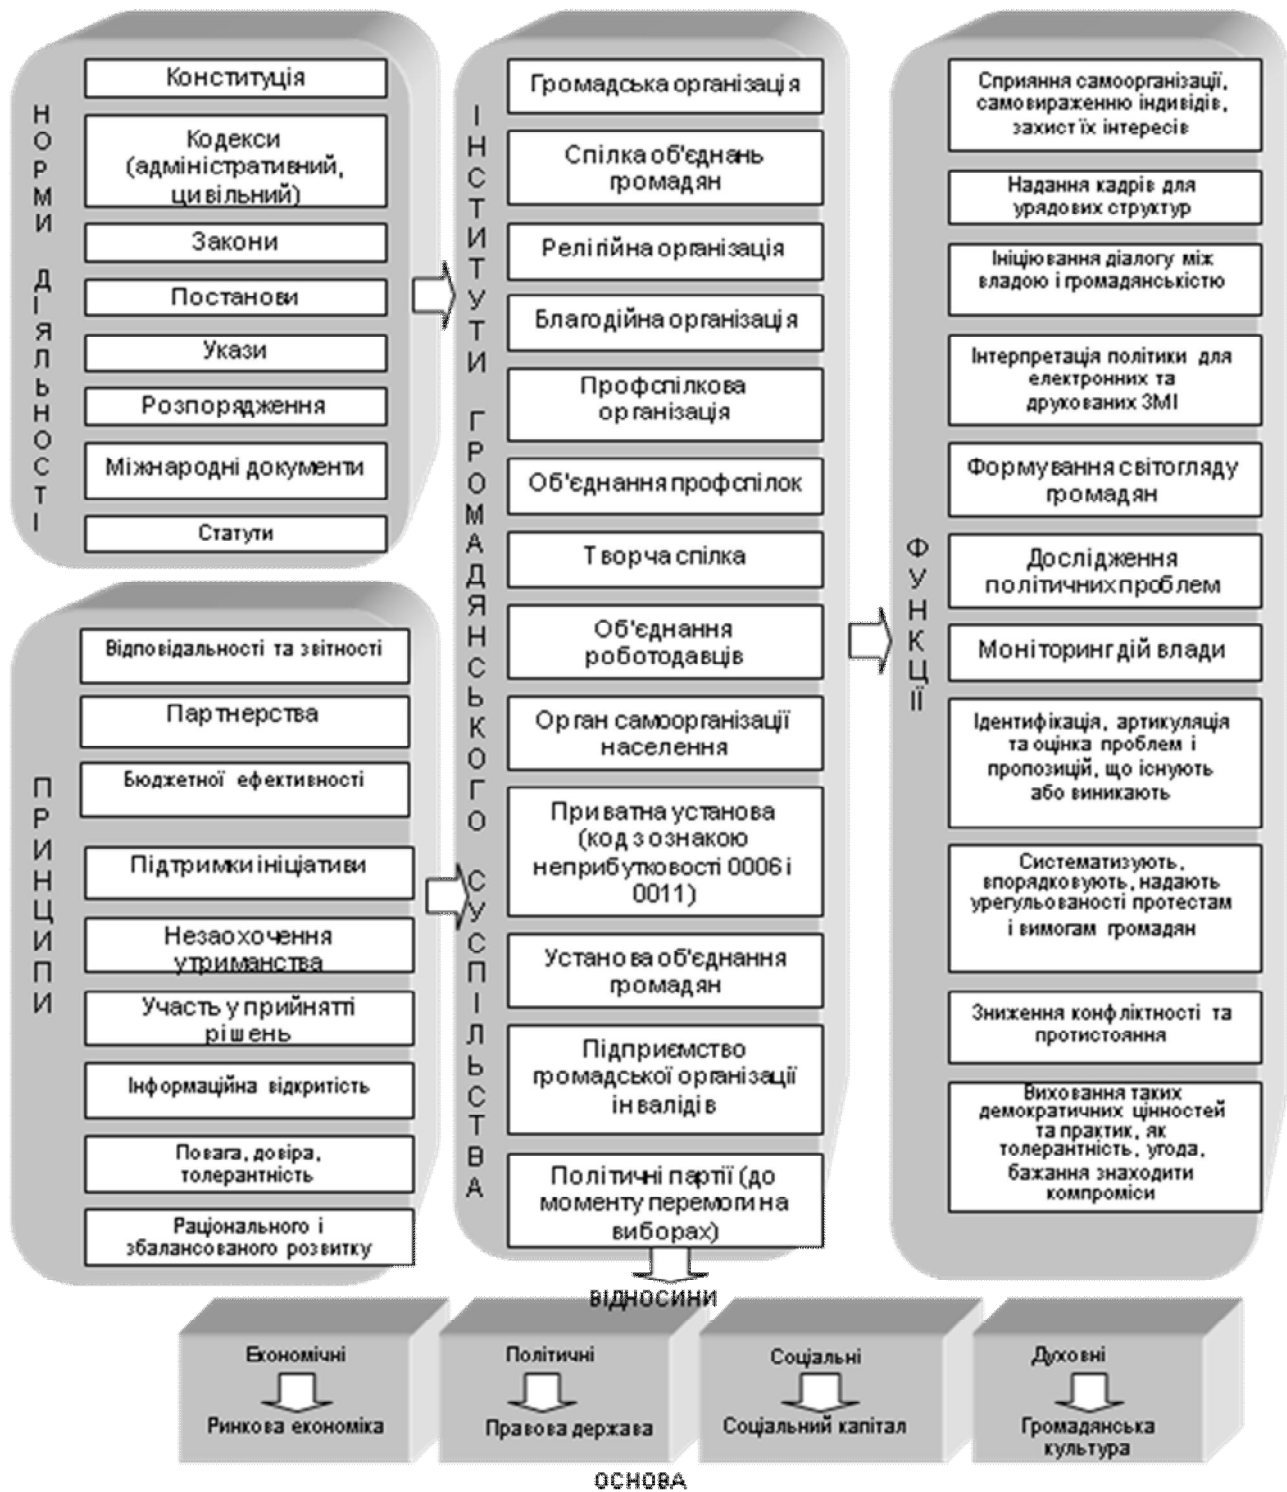 НОРМИ ДІЯЛЬНОСТІ
Конституція
Кодекси
(адміністративний,
цивільний)
Закони
Постанови
Укази
Розпорядження
Міжнародні документи
Статути
ПРИНЦИПИ
Відповідальності та звітності
Партнерства
Бюджетної ефективності
Підтримки ініціативи
Незаохочення
утриманства
Участь у прийнятті
рішень
Інформаційна відкритість
Повага, довіра,
толерантність
Раціонального і
збалансованого розвитку
ІНСТИТУТИ ГРОМАДЯНСЬКОГО СУСПІЛЬСТВА
Громадська організація
Спілка об'єднань
громадян
Релігійна організація
Благодійна організація
Профспілкова
організація
Об'єднання профспілок
Творча спілка
Об'єднання
роботодавців
Орган самоорганізації
населення
Приватна установа
(код з ознакою
неприбутковості 0006 і
0011)
Установа об'єднання
громадян
Підприємство
громадської організації
інвалідів
Політичні партії (до
моменту перемоги на
виборах)
ФУНКЦІЇ
Сприяння самоорганізації,
самовираженню індивідів,
захист їх інтересів
Надання кадрів для
урядових структур
Ініціювання діалогу між
владою і громадянськістю
Інтерпретація політики для
електронних та
друкованих ЗМІ
Формування світогляду
громадян
Дослідження
політичних проблем
Моніторинг дій влади
Ідентифікація, артикуляція
та оцінка проблем і
пропозицій, що існують
або виникають
Систематизують,
впорядковують, надають
урегульованості протестам
і вимогам громадян
Зниження конфліктності та
протистояння
Виховання таких
демократичних цінностей
та практик, як
толерантність, угода,
бажання знаходити
компроміси
ВІДНОСИНИ
Економічні
Ринкова економіка
Політичні
Правова держава
Соціальні
Соціальний капітал
Духовні
Громадянська
культура
ОСНОВА